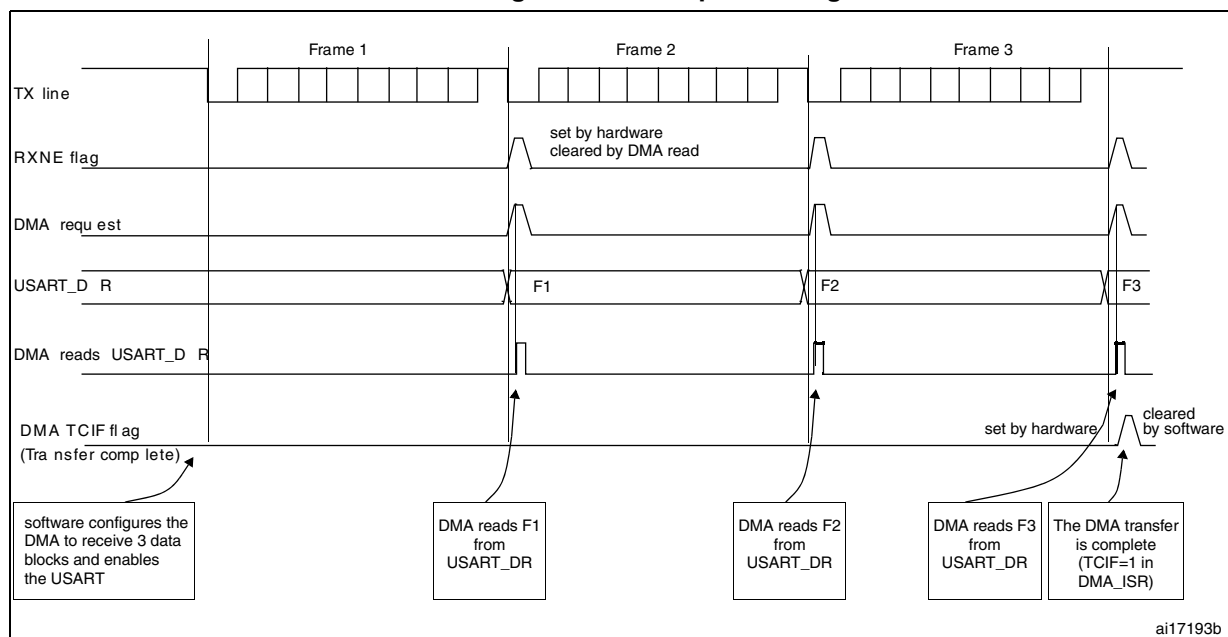 Frame 1
Frame 2
Frame 3
TX line
RXNE flag
set by hardware
cleared by DMA read
DMA requ est
USART_D R
F1
F2
F3
DMA reads USART_D R
DMA TCIF flag
(Tra nsfer comp lete)
set by hardware
cleared
by software
software configures the
DMA to receive 3 data
blocks and enables
the USART
DMA reads F1
from
USART_DR
DMA reads F2
from
USART_DR
DMA reads F3
from
USART_DR
The DMA transfer
is complete
(TCIF=1 in
DMA_ISR)
ai17193b